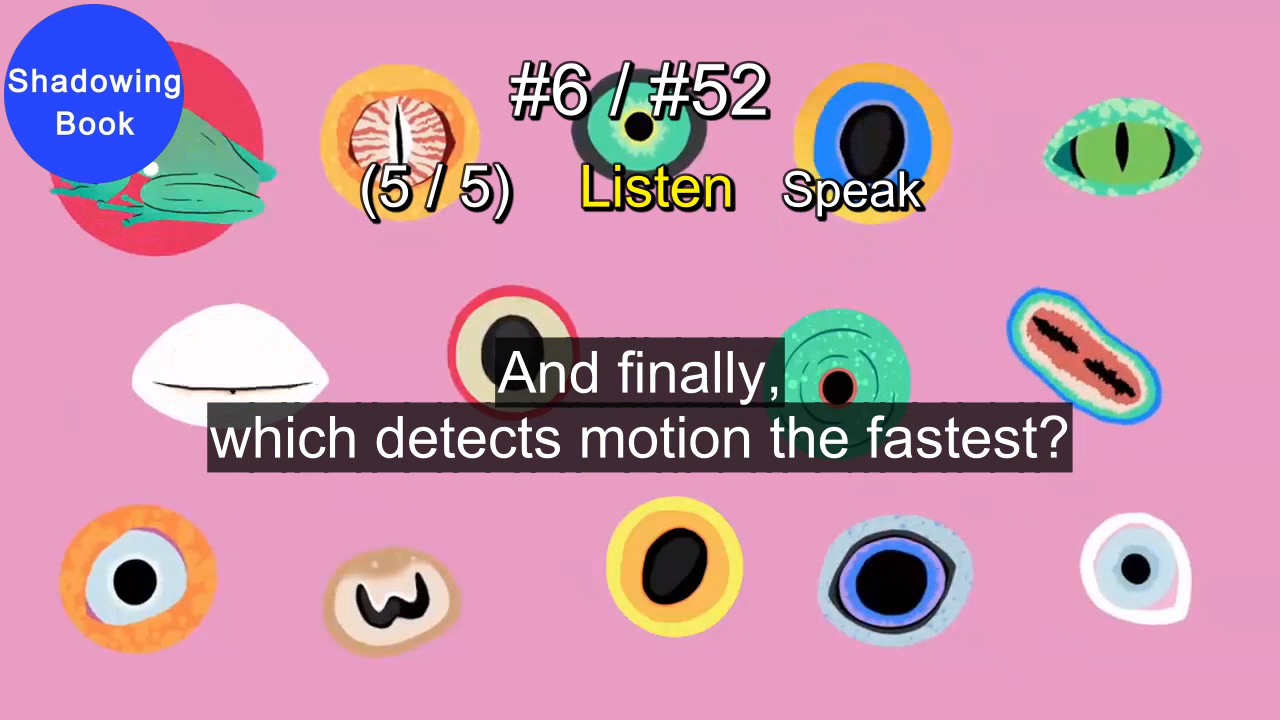 Shadowing
Book
#6 / #52
(5 / 5) Listen Speak
And finally,
which detects motion the fastest?